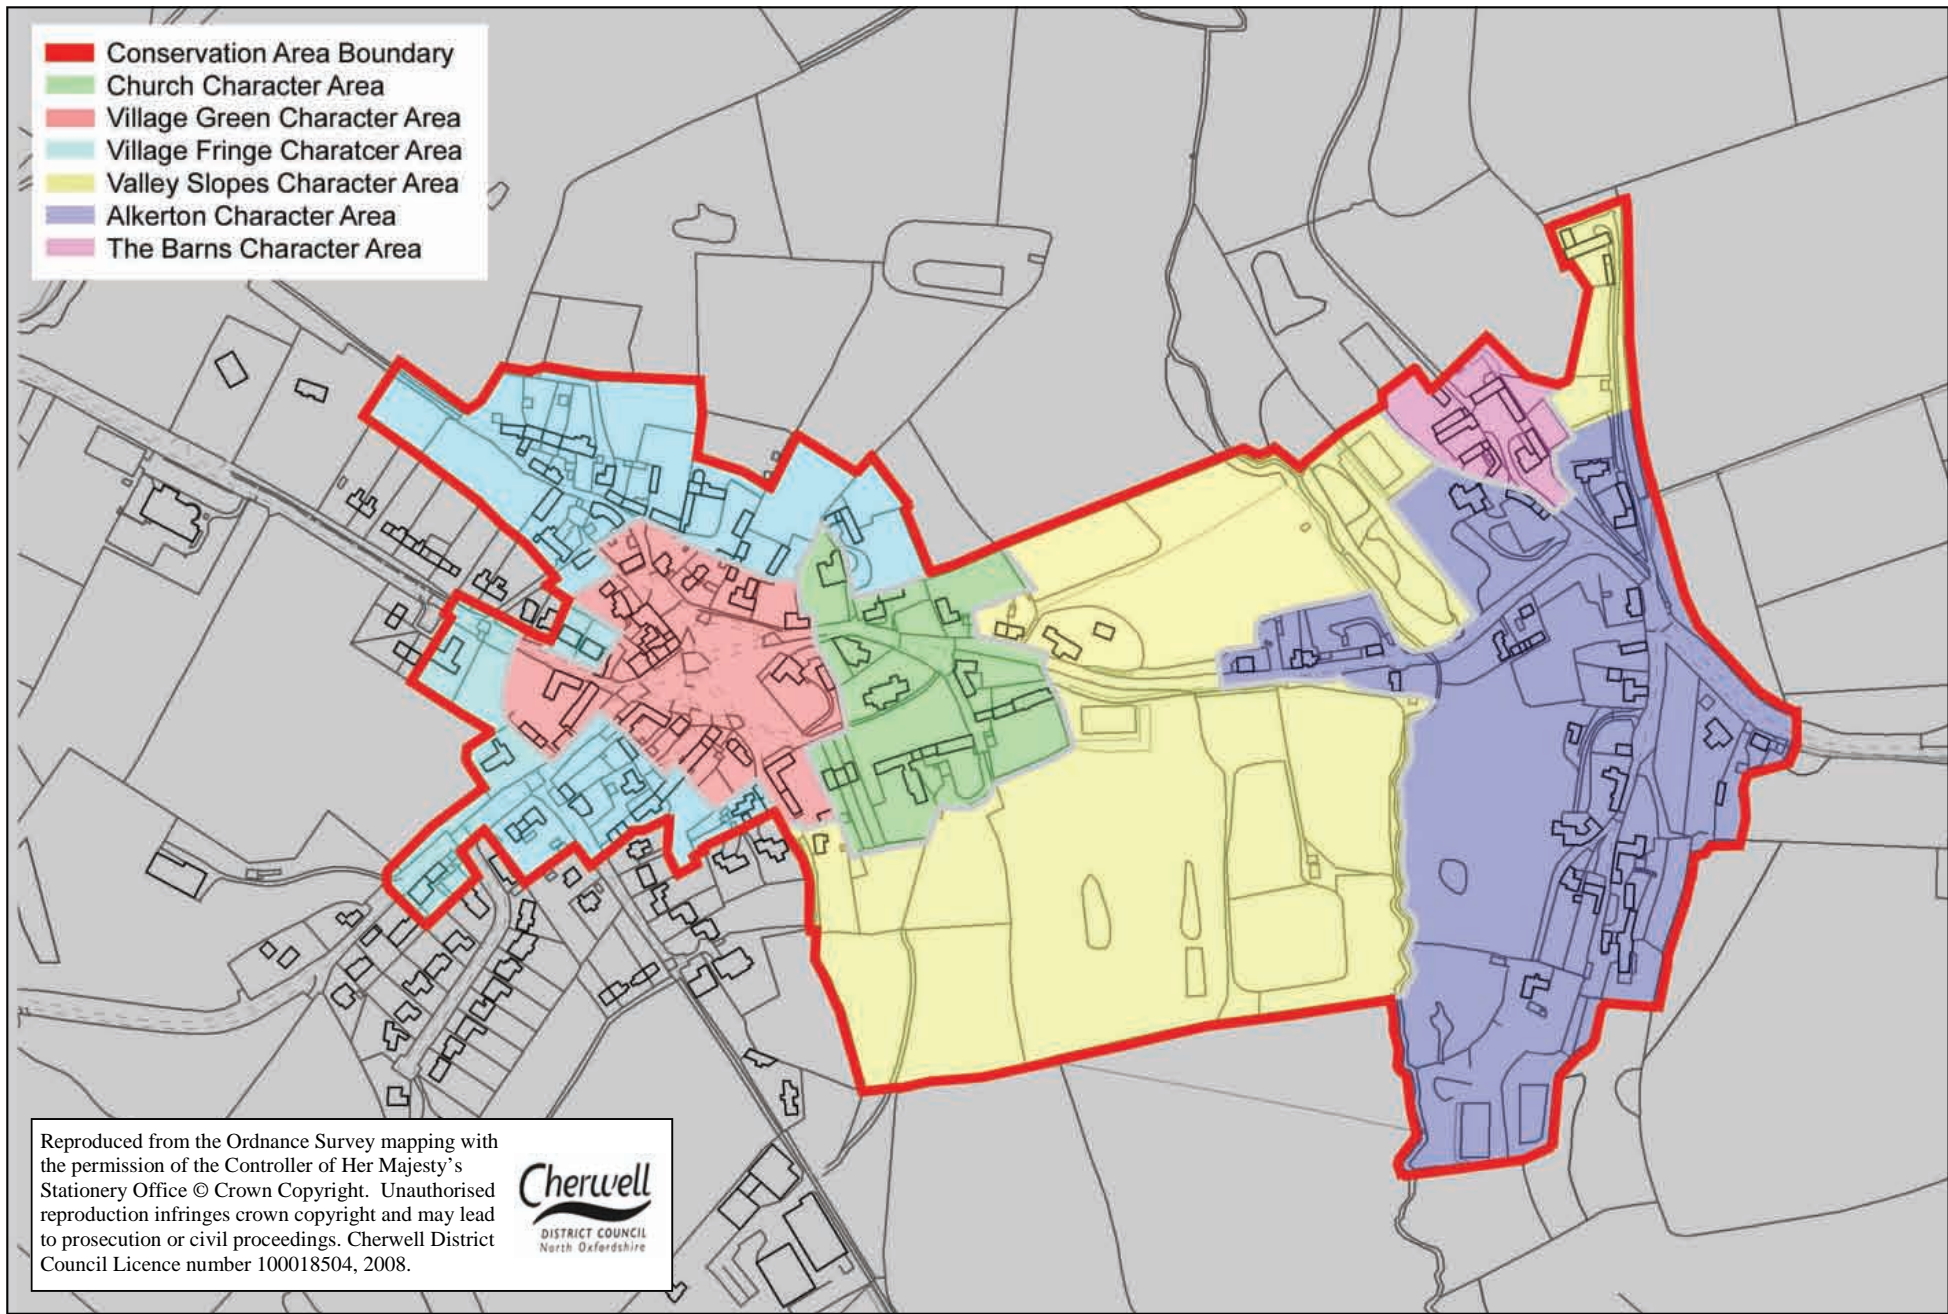 Conservation Area Boundary
Church Character Area
Village Green Character Area
Village Fringe Charatcer Area
Valley Slopes Character Area
Alkerton Character Area
The Barns Character Area
Reproduced from the Ordnance Survey mapping with
the permission of the Controller of Her Majesty's
Stationery Office © Crown Copyright. Unauthorised
reproduction infringes crown copyright and may lead
to prosecution or civil proceedings. Cherwell District
Council Licence number 100018504, 2008.
Cherwell
DISTRICT COUNCIL
North Oxfordshire